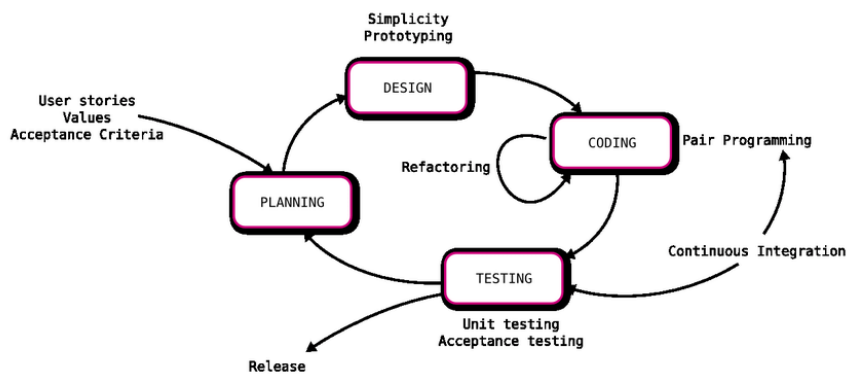 Simplicity
Prototyping
DESIGN
User stories
Values
Acceptance Criteria
CODING
Pair Programming
Refactoring
PLANNING
Continuous Integration
TESTING
Unit testing
Acceptance testing
Release